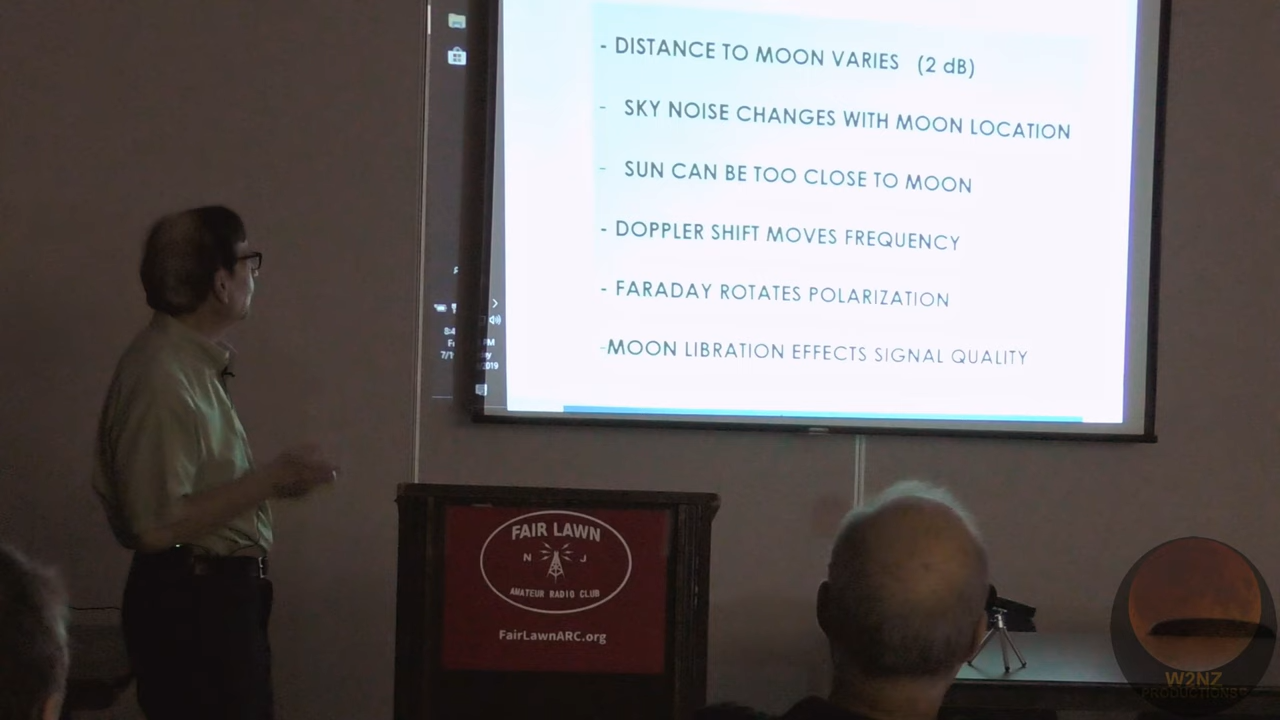 - DISTANCE TO MOON VARIES (2 dB)
- SKY NOISE CHANGES WITH MOON LOCATION
- SUN CAN BE TOO CLOSE TO MOON
- DOPPLER SHIFT MOVES FREQUENCY
- FARADAY ROTATES POLARIZATION
-MOON LIBRATION EFFECTS SIGNAL QUALITY
FAIR LAWN
N J
AMATEUR RADIO CLUB
FairLawnARC.org
W2NZ
PRODUCTIONS